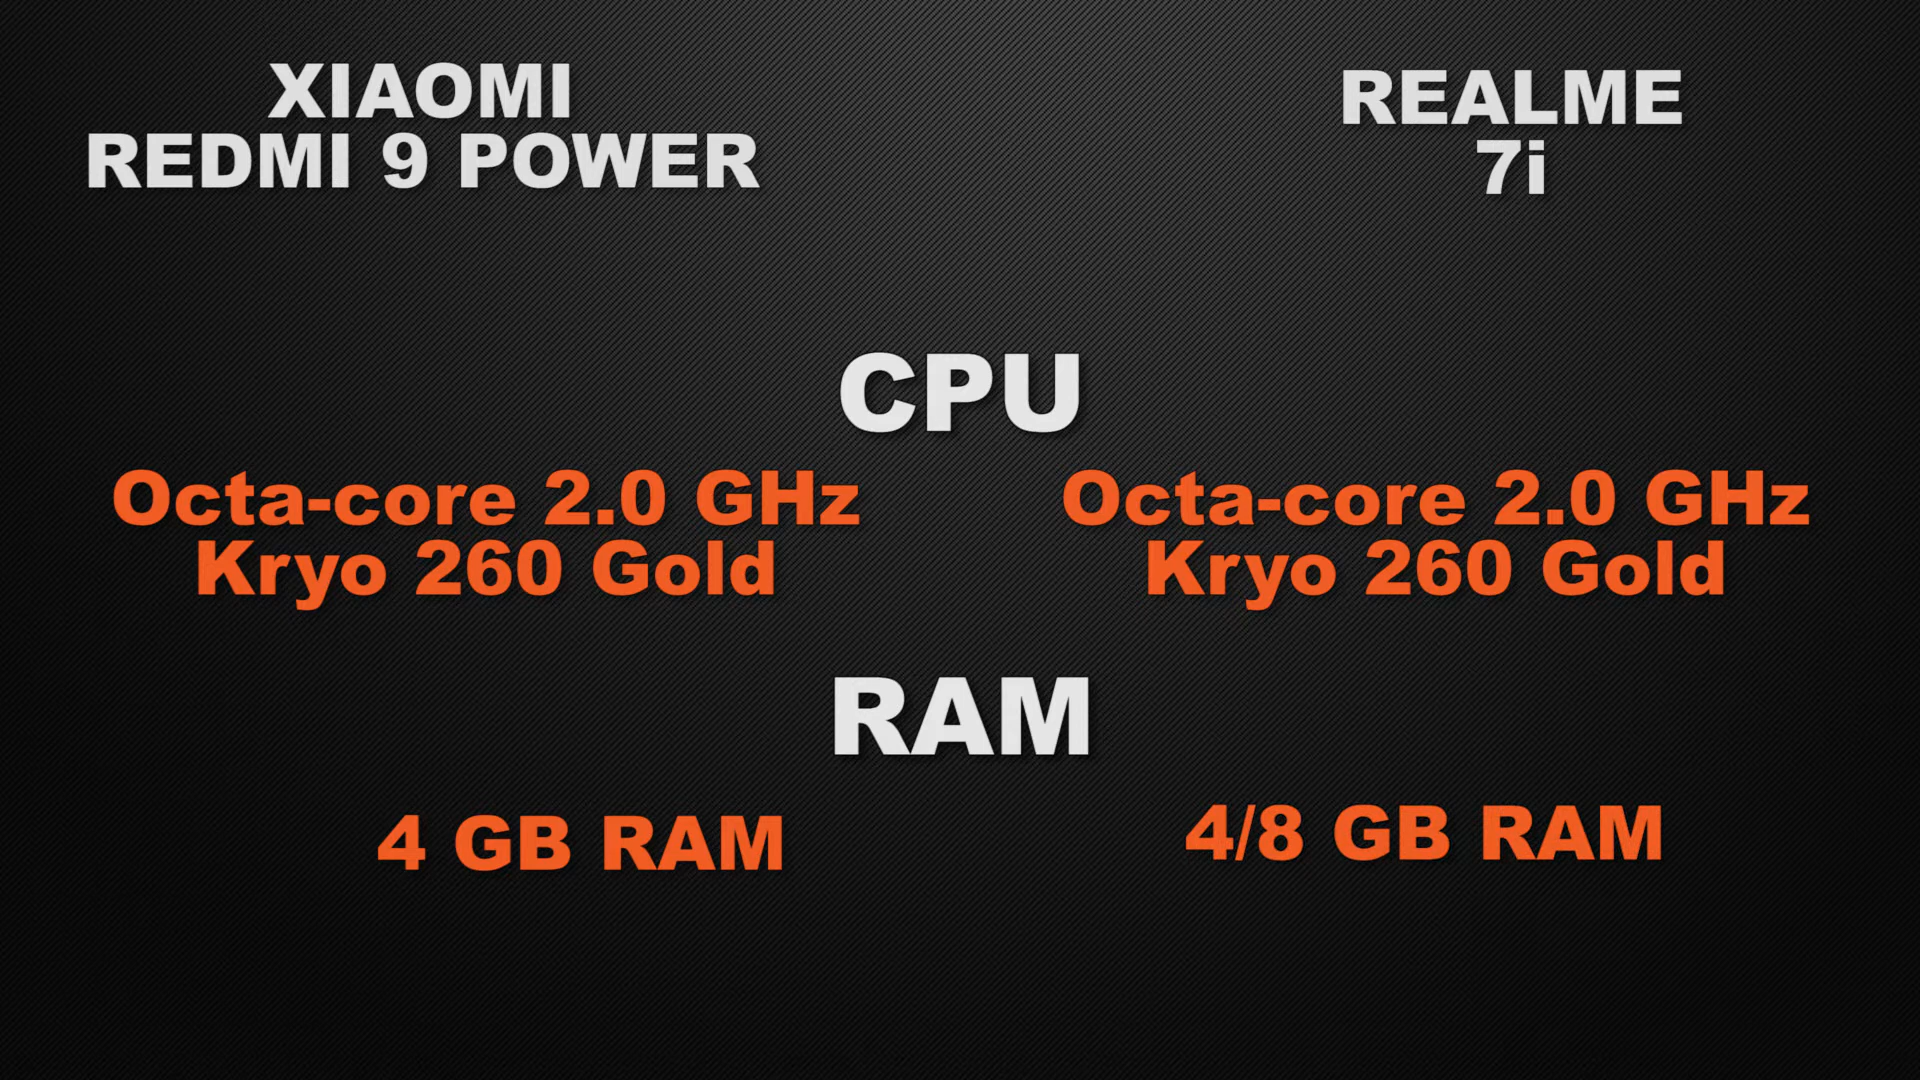 XIAOMI
REDMI 9 POWER
REALME
7i
CPU
Octa-core 2.0 GHz
Kryo 260 Gold
Octa-core 2.0 GHz
Kryo 260 Gold
RAM
4 GB RAM
4/8 GB RAM